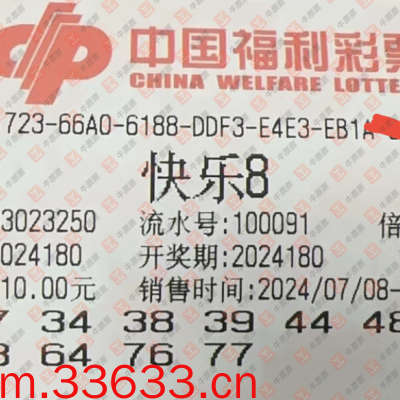 中国福利彩票
CHINA WELFARE LOTTE
723-66A0-6188-DDF3-E4E3-EB1A
快乐8
3023250 流水号:100091 倍
024180 开奖期:2024180
10.00元 销售时间:2024/07/08-
7 34 38 39 44 48
8 64 76 77
m.33633.cn